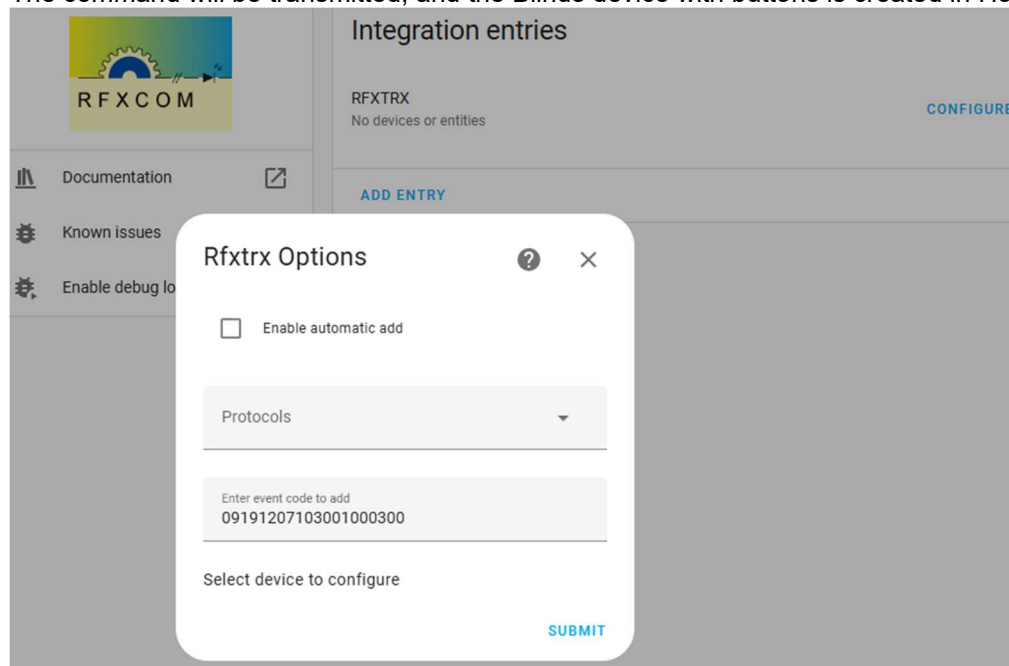 The command will be transmitted, and the Blinds device with buttons is created in
Integration entries
RFXCOM
RFXTRX
No devices or entities
CONFIGURE
Documentation
ADD ENTRY
Known issues
Rfxtrx Options
Enable debug lo
Enable automatic add
Protocols
Enter event code to add
09191207103001000300
Select device to configure
SUBMIT